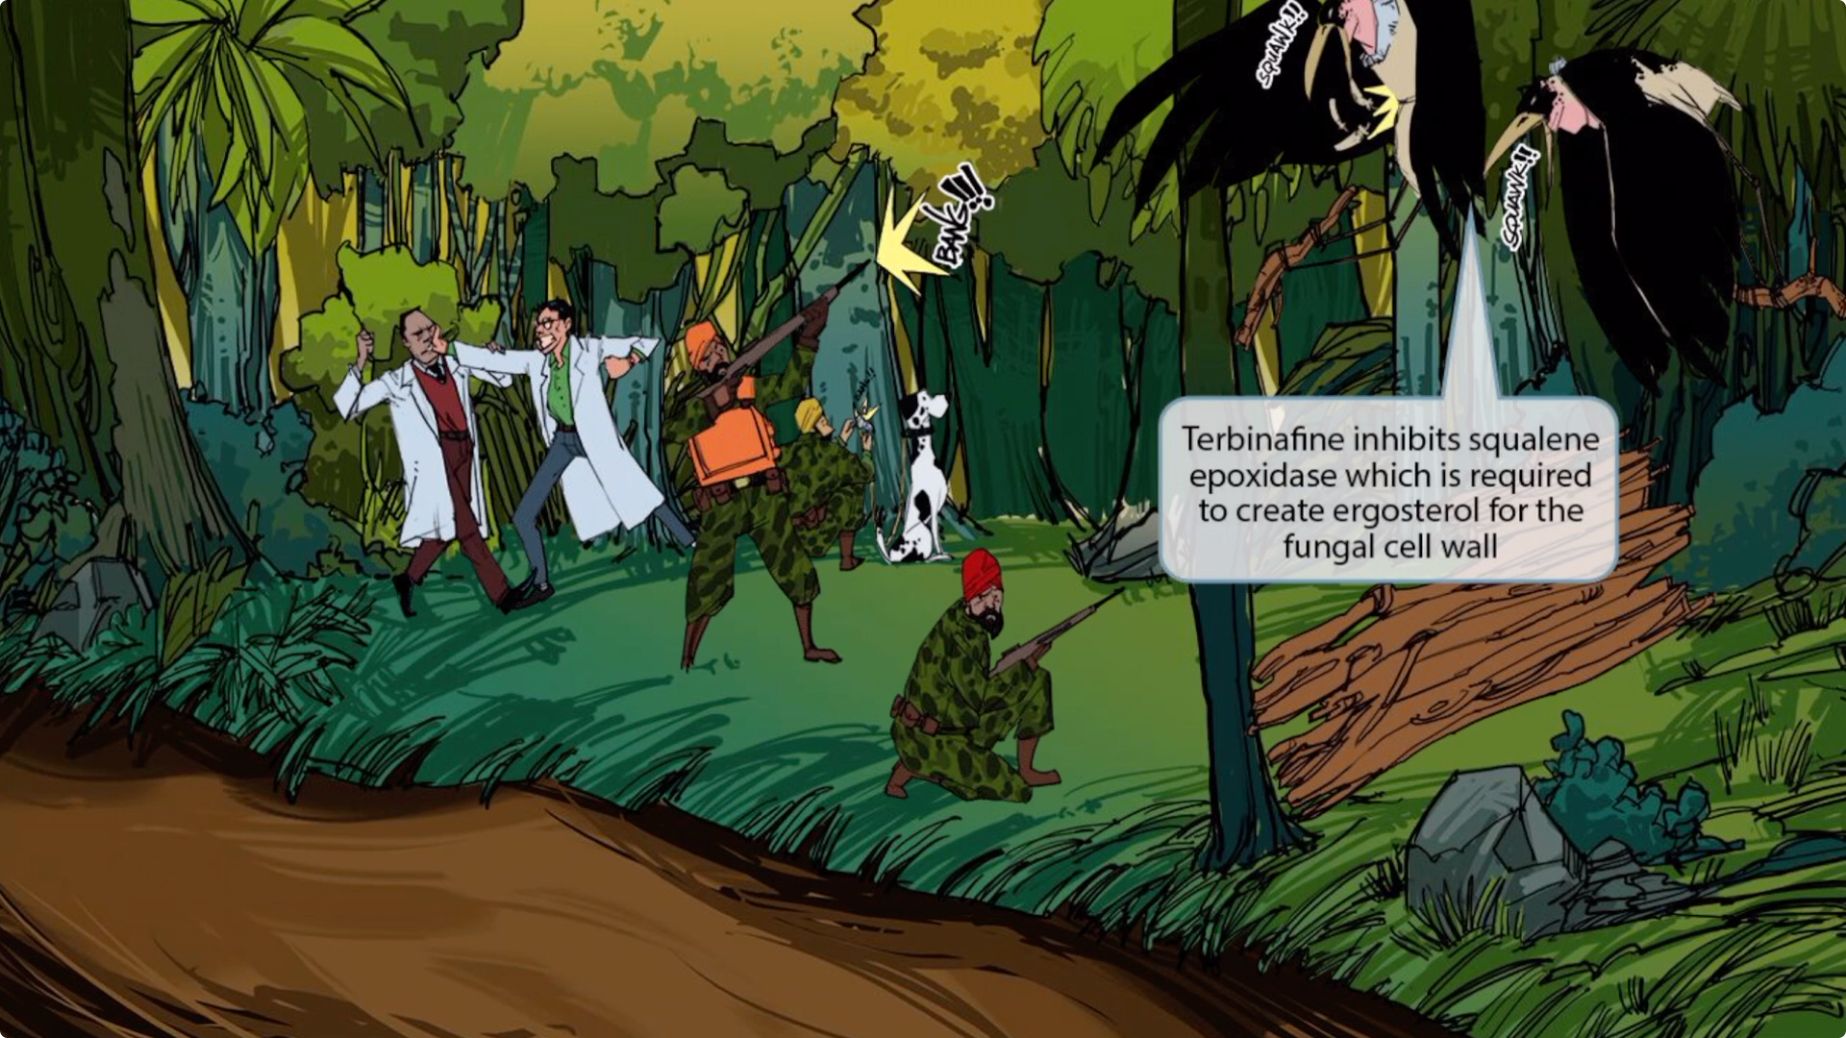 SQUAWK!!
BANG!!!
SQUAWK!!
Terbinafine inhibits squalene
epoxidase which is required
to create ergosterol for the
fungal cell wall